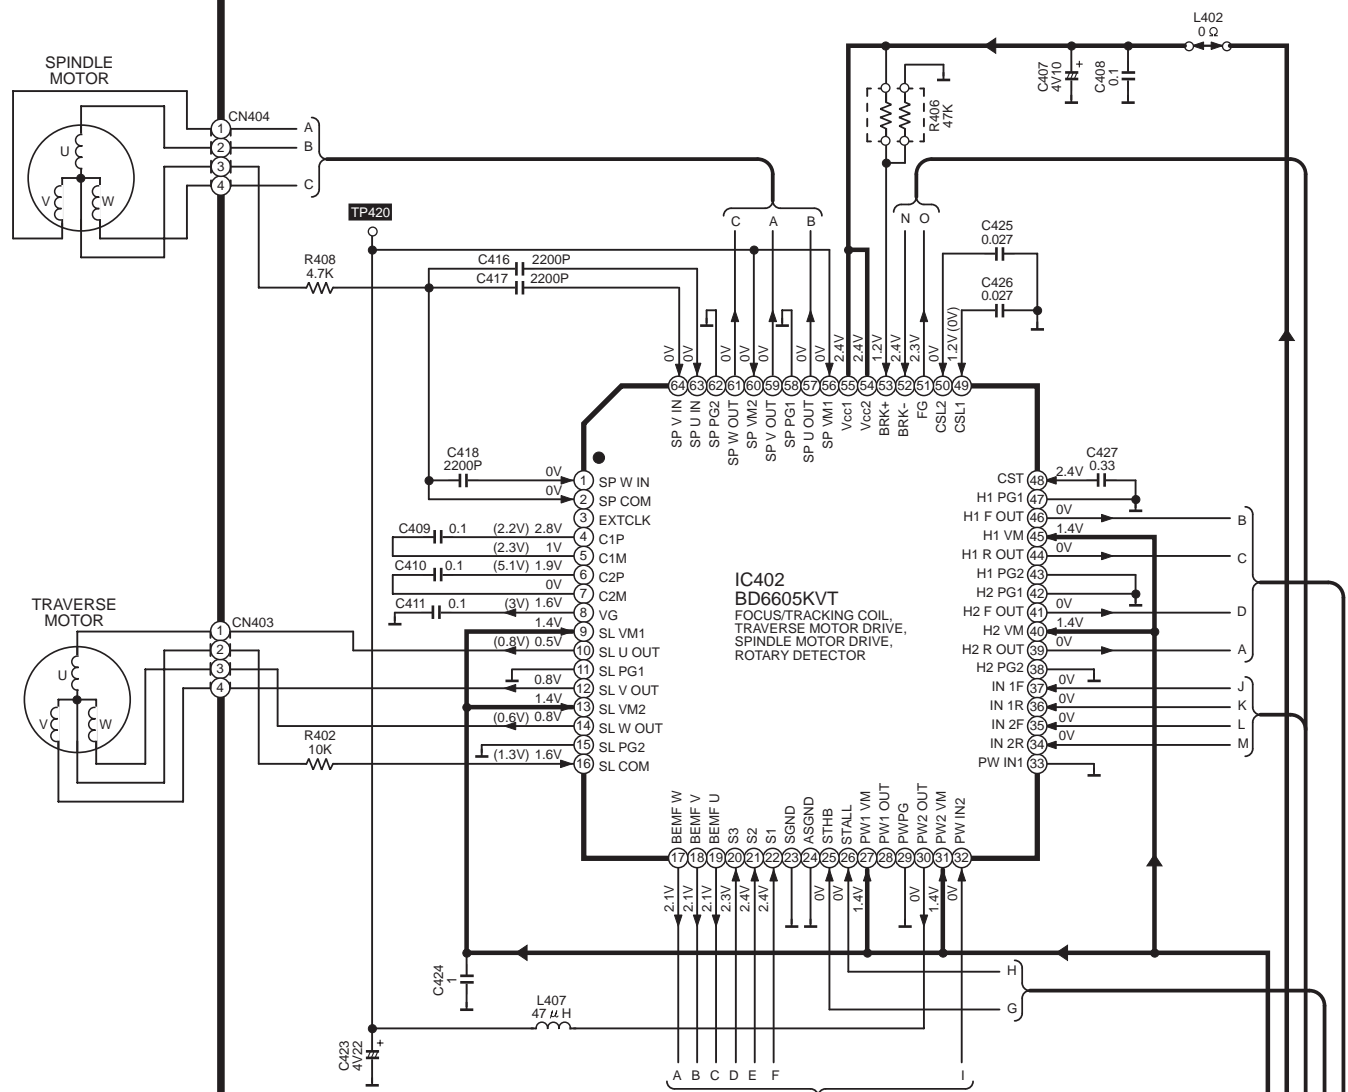 L402
0 Ω
SPINDLE
MOTOR
C407
4V10
+
C408
0.1
R406
47K
CN404
1
2
3
4
A
B
C
U
V
W
TP420
C
A
B
N
O
C425
0.027
C426
0.027
R408
4.7K
C416
2200P
C417
2200P
0V
0V
0V
0V
0V
0V
0V
2.4V
2.4V
1.2V
2.4V
2.3V
0V
1.2V (0V)
64
63
62
61
60
59
58
57
56
55
54
53
52
51
50
49
SP V IN
SP U IN
SP PG2
SP W OUT
SP VM2
SP V OUT
SP PG1
SP U OUT
SP VM1
Vcc1
Vcc2
BRK+
BRK-
FG
CSL2
CSL1
C418
2200P
0V
1
SP W IN
0V
2
SP COM
3
EXTCLK
C409
0.1
(2.2V) 2.8V
4
C1P
(2.3V) 1V
5
C1M
C410
0.1
(5.1V) 1.9V
6
C2P
0V
7
C2M
C411
0.1
(3V) 1.6V
8
VG
1.4V
9
SL VM1
(0.8V) 0.5V
10
SL U OUT
11
SL PG1
0.8V
12
SL V OUT
1.4V
13
SL VM2
(0.6V) 0.8V
14
SL W OUT
15
SL PG2
(1.3V) 1.6V
16
SL COM
IC402
BD6605KVT
FOCUS/TRACKING COIL,
TRAVERSE MOTOR DRIVE,
SPINDLE MOTOR DRIVE,
ROTARY DETECTOR
CST
48
2.4V
C427
0.33
H1 PG1
47
H1 F OUT
46
0V
B
H1 VM
45
1.4V
H1 R OUT
44
0V
C
H1 PG2
43
H2 PG1
42
H2 F OUT
41
0V
D
H2 VM
40
1.4V
H2 R OUT
39
0V
A
H2 PG2
38
IN 1F
37
0V
J
IN 1R
36
0V
K
IN 2F
35
0V
L
IN 2R
34
0V
M
PW IN1
33
TRAVERSE
MOTOR
CN403
1
2
3
4
U
V
W
R402
10K
BEMF W
BEMF V
BEMF U
S3
S2
S1
SGND
ASGND
STHB
STALL
PW1 VM
PW1 OUT
PWPG
PW2 OUT
PW2 VM
PW IN2
17
18
19
20
21
22
23
24
25
26
27
28
29
30
31
32
2.1V
2.1V
2.1V
2.3V
2.4V
2.4V
0V
0V
1.4V
0V
1.4V
0V
C424
1
H
G
L407
47 μ H
C423
4V22
+
A
B
C
D
E
F
I